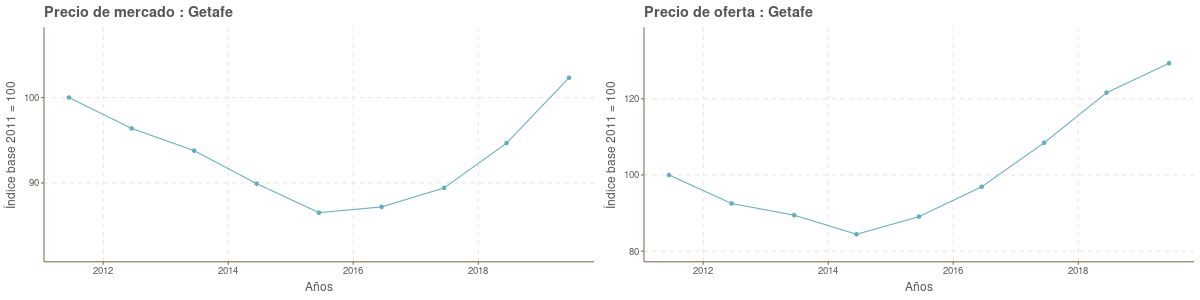 Precio de mercado : Getafe
Índice base 2011 = 100
100
90
2012 2014 2016 2018
Años
Precio de oferta : Getafe
Índice base 2011 = 100
120
100
80
2012 2014 2016 2018
Años